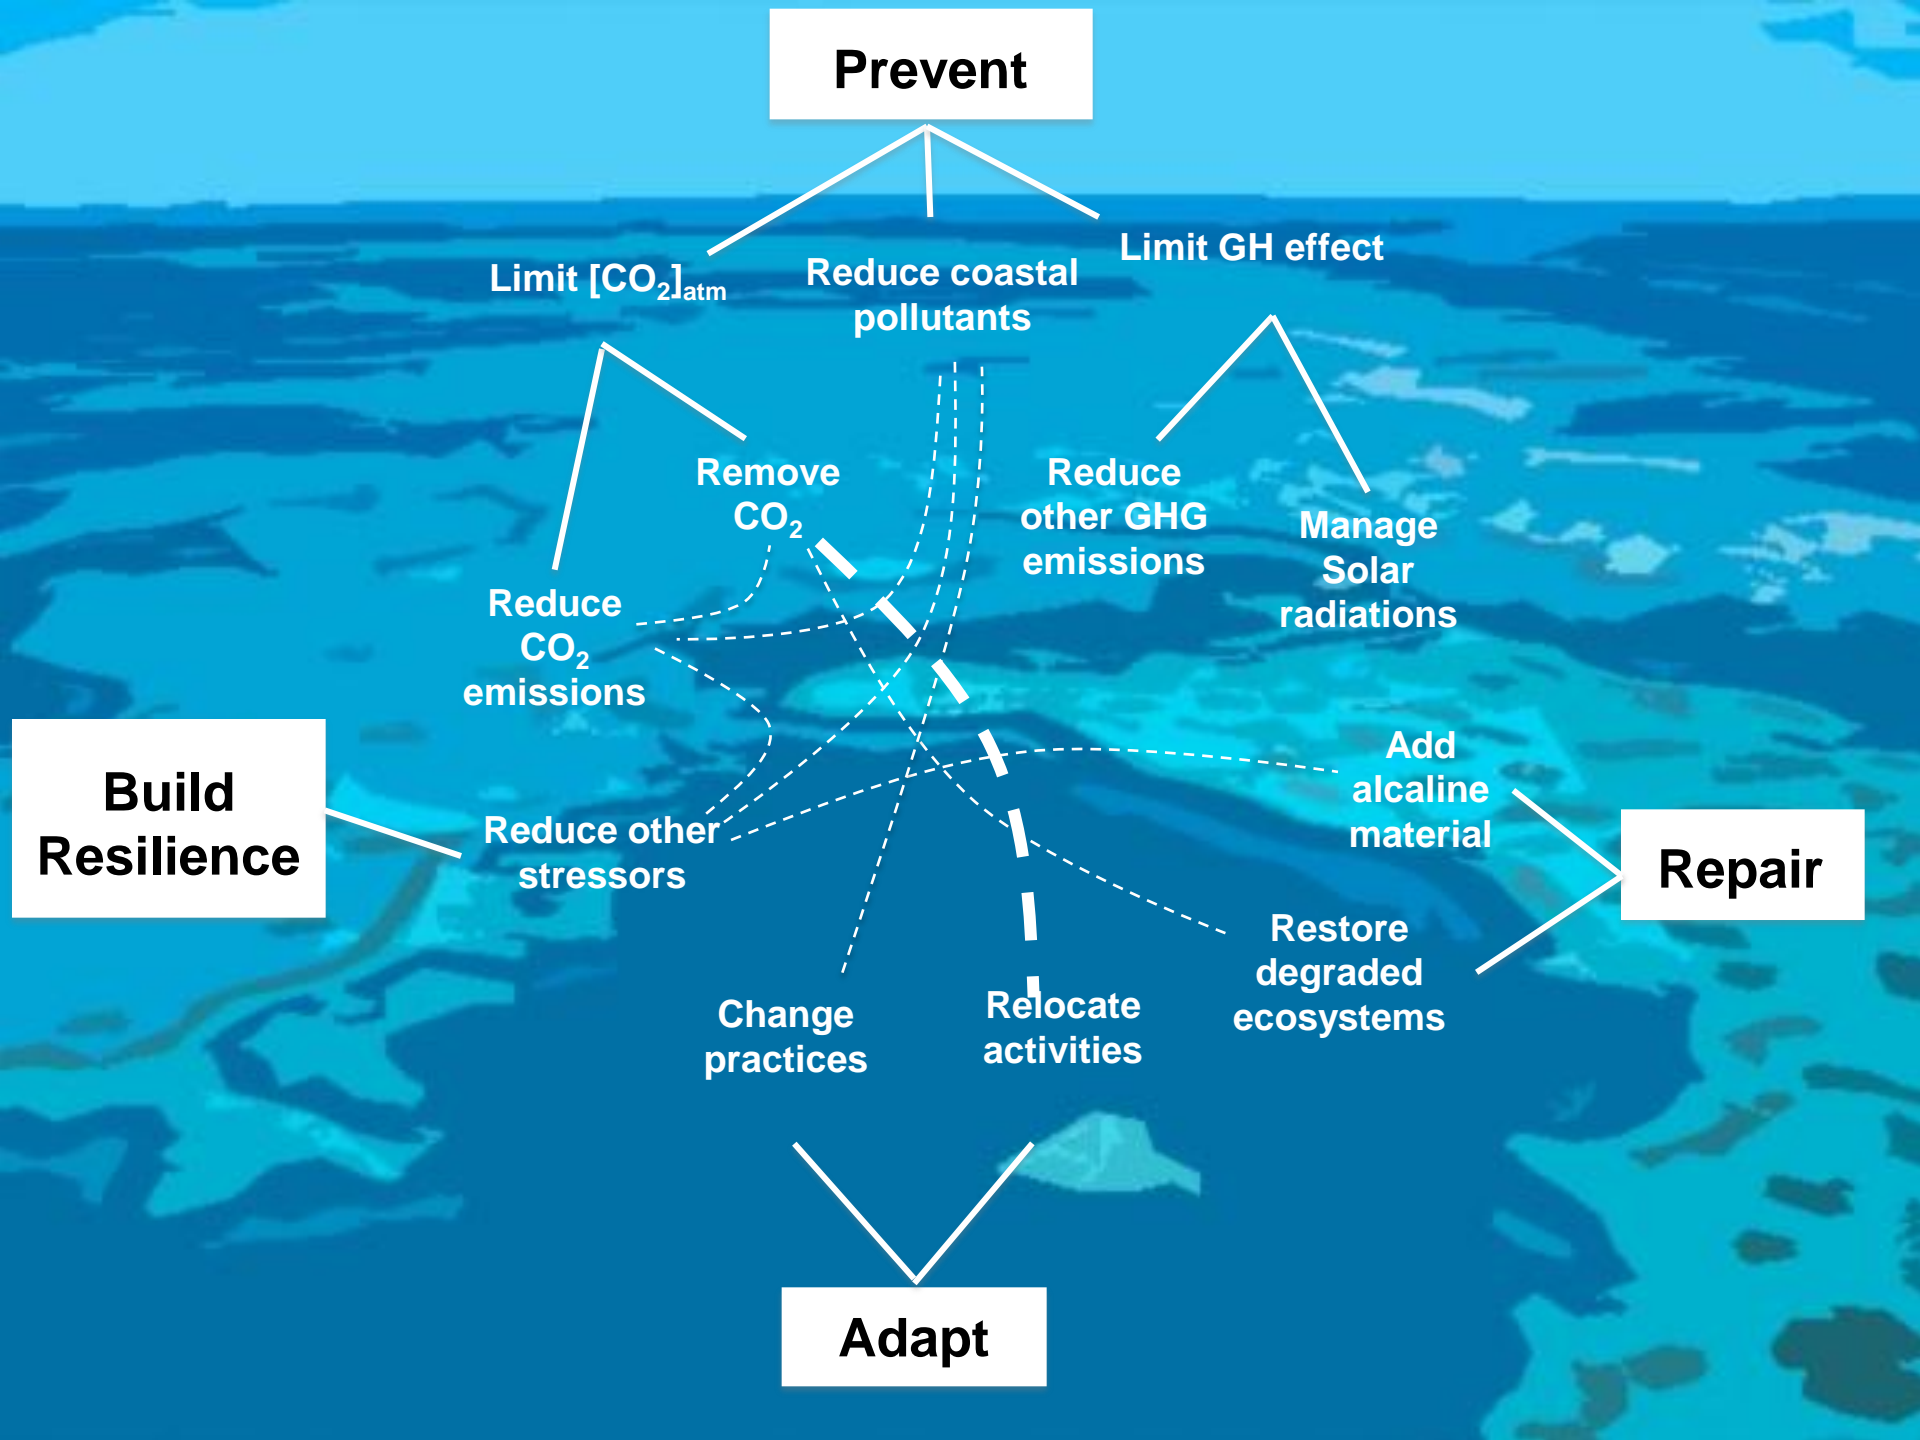 Prevent
Limit GH effect
Limit [CO₂]atm
Reduce coastal
pollutants
Remove
CO₂
Reduce
other GHG
emissions
Manage
Solar
radiations
Reduce
CO₂
emissions
Build
Resilience
Reduce other
stressors
Add
alcaline
material
Repair
Restore
degraded
ecosystems
Change
practices
Relocate
activities
Adapt